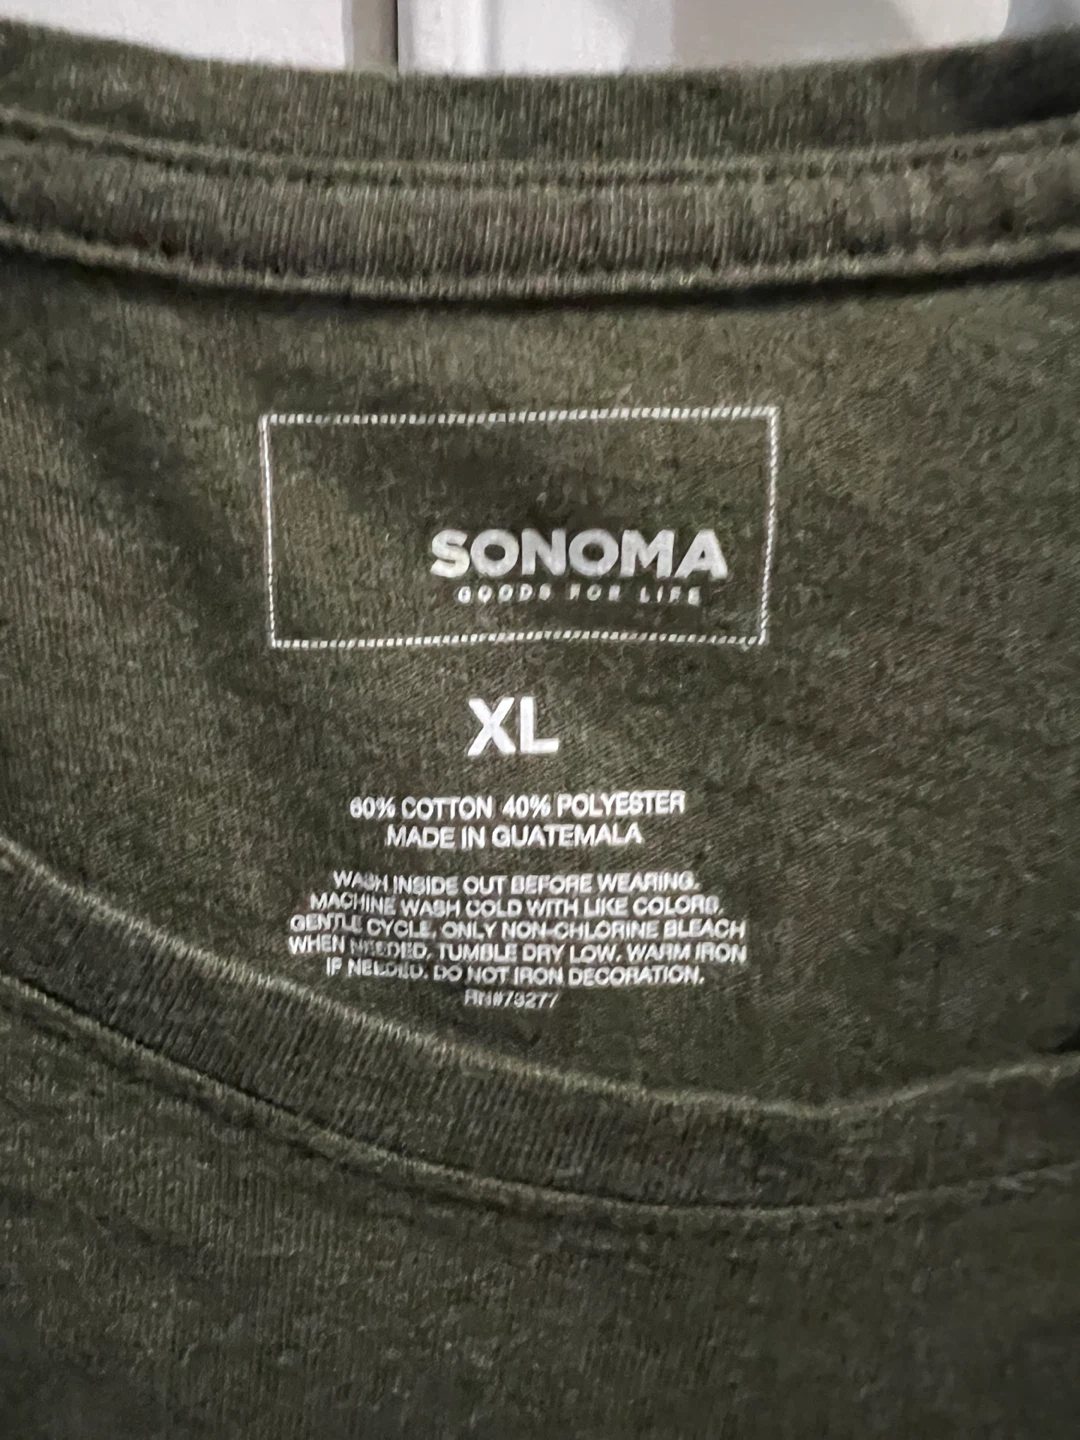 SONOMA
GOODS FOR LIFE
XL
60% COTTON 40% POLYESTER
MADE IN GUATEMALA
WASH INSIDE OUT BEFORE WEARING.
MACHINE WASH COLD WITH LIKE COLORS.
GENTLE CYCLE. ONLY NON-CHLORINE BLEACH
WHEN NEEDED. TUMBLE DRY LOW. WARM IRON
IF NEEDED. DO NOT IRON DECORATION.
RN#73277